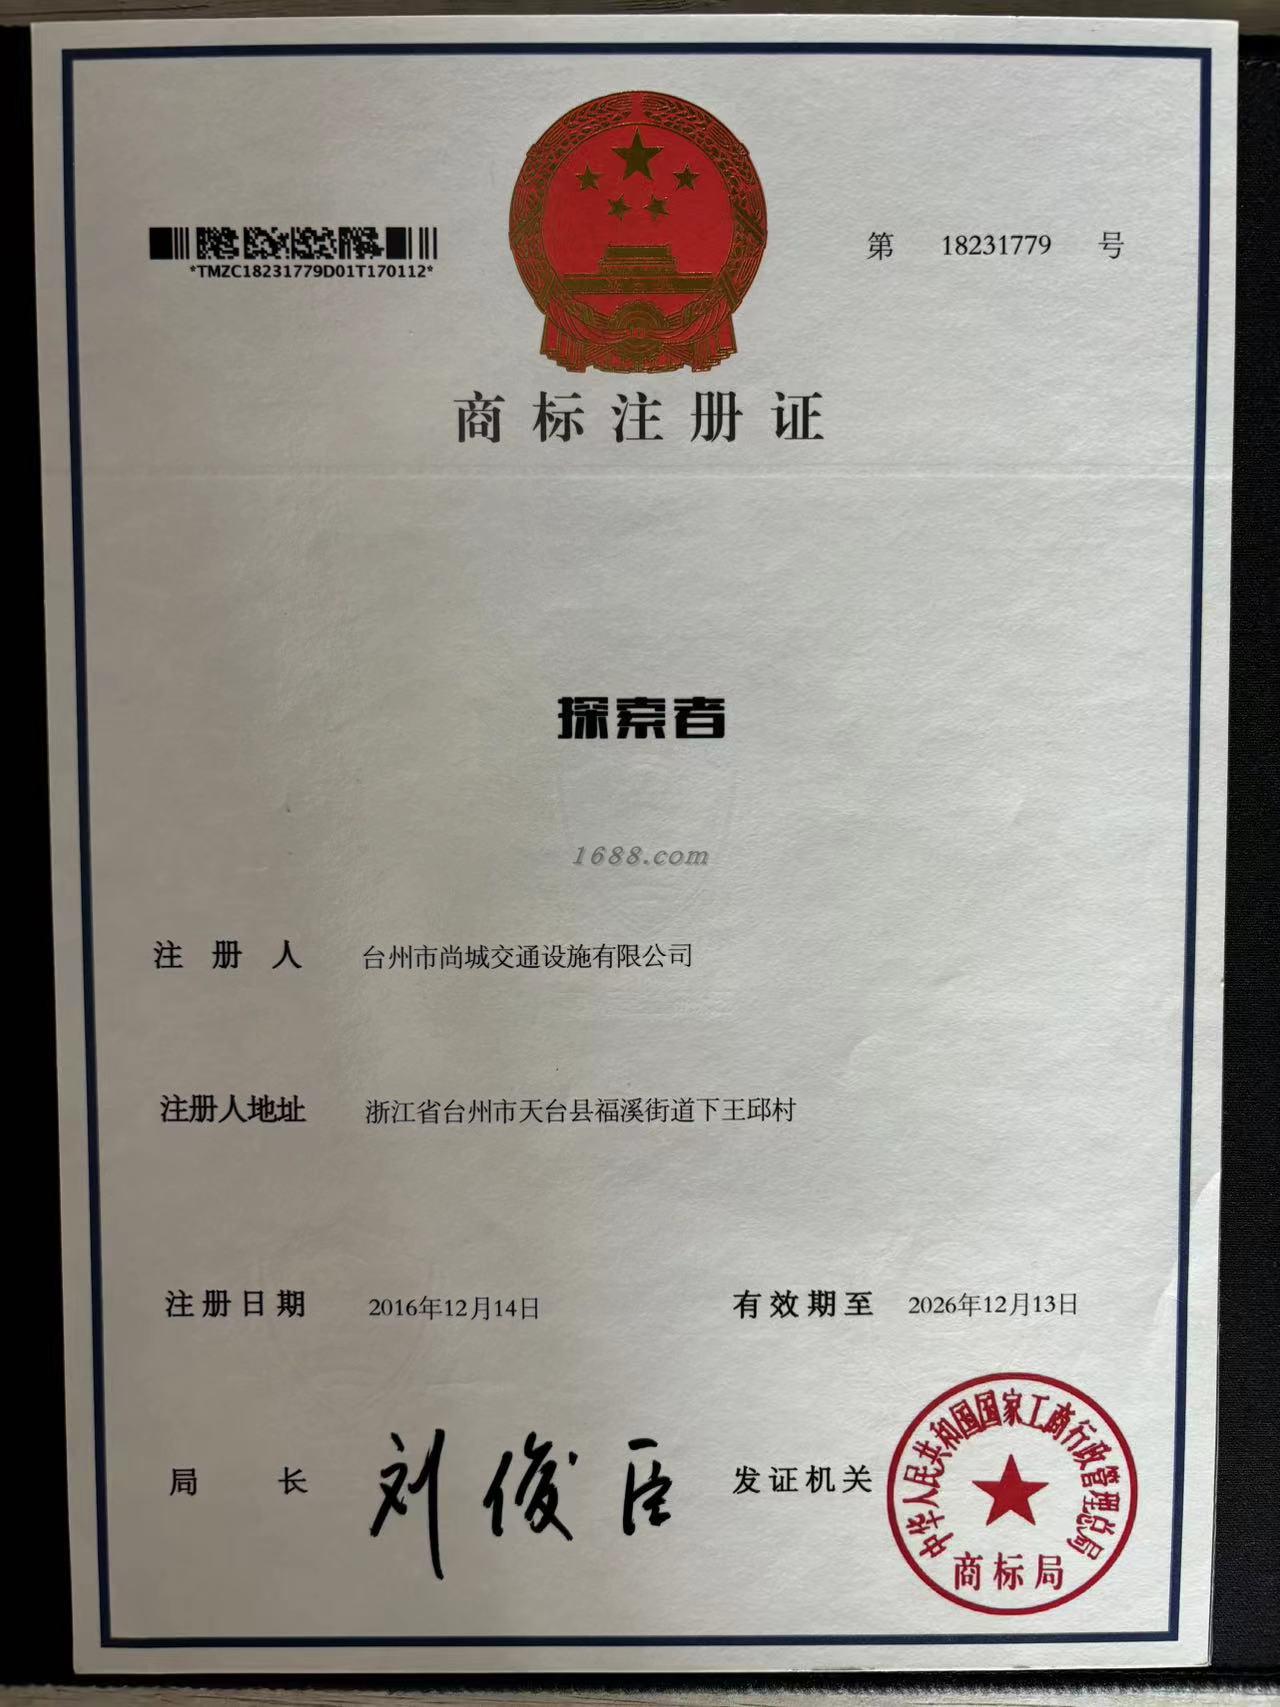 *TMZC18231779D01T170112*
第 18231779 号
商标注册证
探索者
1688.com
注册人 台州市尚城交通设施有限公司
注册人地址 浙江省台州市天台县福溪街道下王邱村
注册日期 2016年12月14日 有效期至 2026年12月13日
局长 刘俊臣 发证机关
中华人民共和国国家工商行政管理总局
商标局